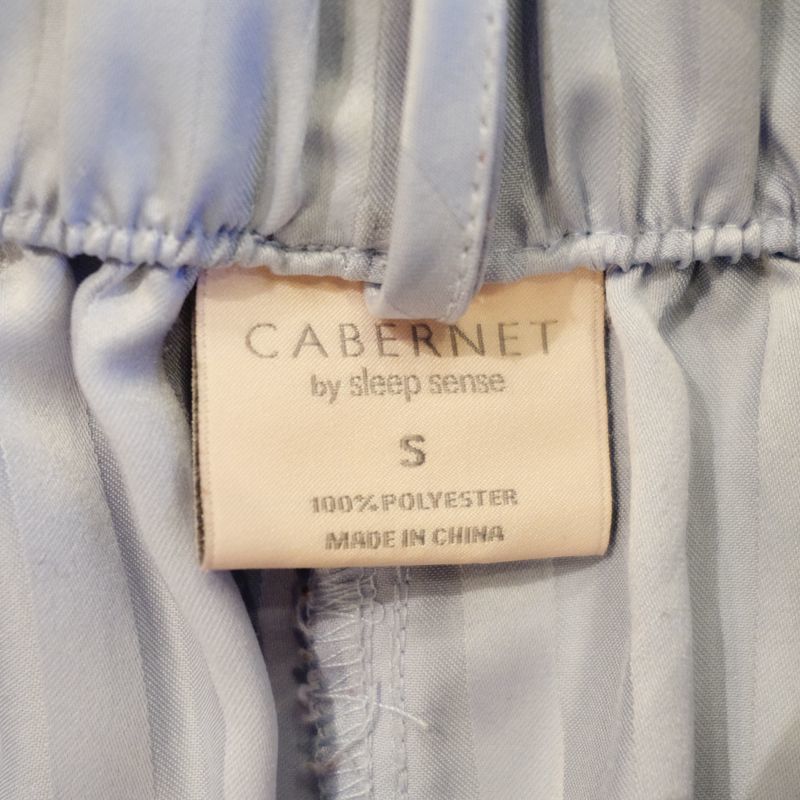 CABERNET
by sleep sense
S
100% POLYESTER
MADE IN CHINA